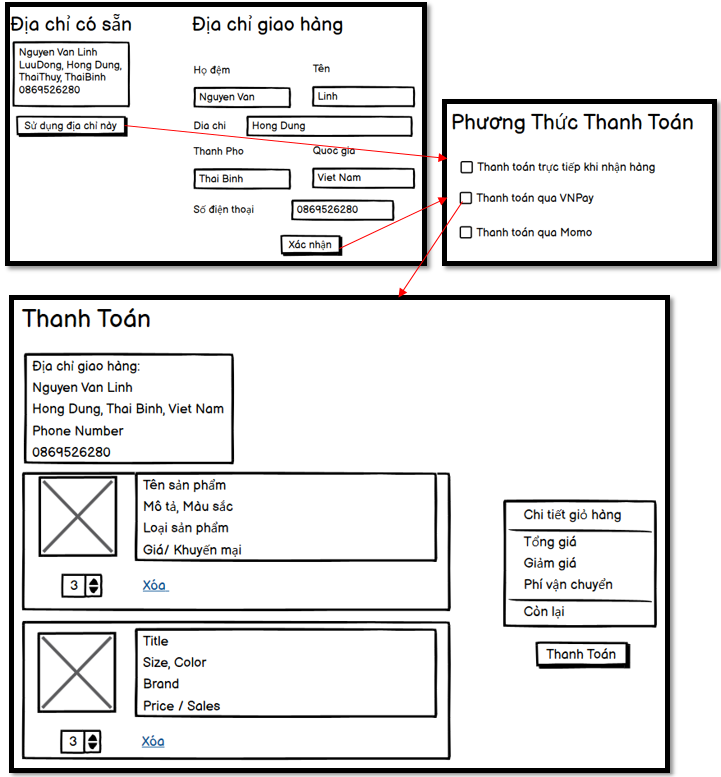 Địa chỉ có sẵn
Nguyen Van Linh
LuuDong, Hong Dung,
ThaiThuy, ThaiBinh
0869526280
Sử dụng địa chỉ này
Địa chỉ giao hàng
Họ đệm
Tên
Nguyen Van
Linh
Dia chi
Hong Dung
Thanh Pho
Quoc gia
Thai Binh
Viet Nam
Số điện thoại
0869526280
Xác nhận
Phương Thức Thanh Toán
Thanh toán trực tiếp khi nhận hàng
Thanh toán qua VNPay
Thanh toán qua Momo
Thanh Toán
Địa chỉ giao hàng:
Nguyen Van Linh
Hong Dung, Thai Binh, Viet Nam
Phone Number
0869526280
Tên sản phẩm
Mô tả, Màu sắc
Loại sản phẩm
Giá/ Khuyến mại
3
Xóa
Title
Size, Color
Brand
Price / Sales
3
Xóa
Chi tiết giỏ hàng
Tổng giá
Giảm giá
Phí vận chuyển
Còn lại
Thanh Toán